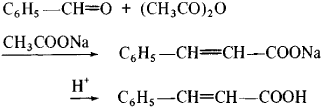 C₆H₅—CH=O + (CH₃CO)₂O
CH₃COONa → C₆H₅—CH=CH—COONa
H⁺ → C₆H₅—CH=CH—COOH